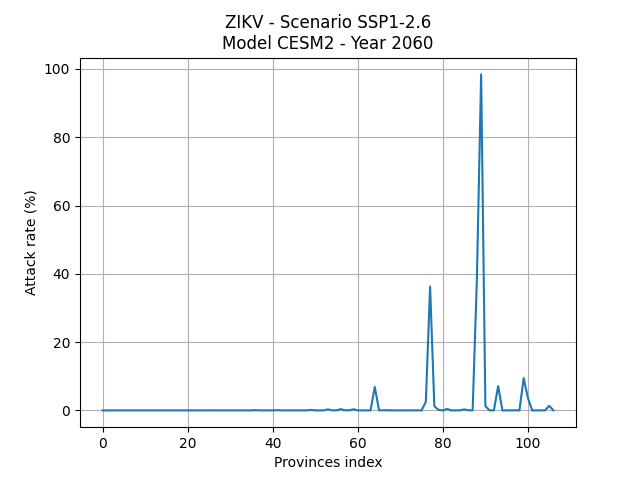 ZIKV - Scenario SSP1-2.6
Model CESM2 - Year 2060
100
80
60
40
20
0
Attack rate (%)
0 20 40 60 80 100
Provinces index